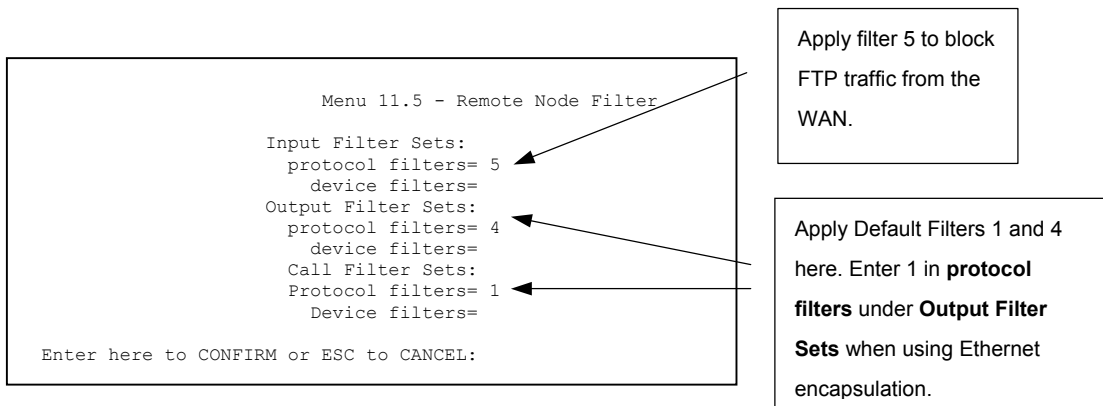 Menu 11.5 - Remote Node Filter
Input Filter Sets:
protocol filters= 5
device filters=
Output Filter Sets:
protocol filters= 4
device filters=
Call Filter Sets:
Protocol filters= 1
Device filters=
Enter here to CONFIRM or ESC to CANCEL:
Apply filter 5 to block
FTP traffic from the
WAN.
Apply Default Filters 1 and 4
here. Enter 1 in protocol
filters under Output Filter
Sets when using Ethernet
encapsulation.